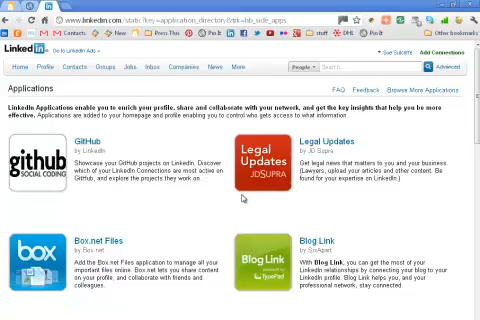 www.linkedin.com/static?key=application_directory&trk=hb_side_apps
Contacts
New
Press This
Pin It
stuff
DHL
Pin It
Other bookmarks
Linked in
Go to LinkedIn Ads »
Sue Sutcliffe
Add Connections
Home Profile Contacts Groups Jobs Inbox Companies News More
People
Search...
Advanced
Applications
FAQ Feedback Browse More Applications
LinkedIn Applications enable you to enrich your profile, share and collaborate with your network, and get the key insights that help you be more
effective. Applications are added to your homepage and profile enabling you to control who gets access to what information.
github
SOCIAL CODING
GitHub
by LinkedIn
Showcase your GitHub projects on LinkedIn. Discover
which of your LinkedIn Connections are most active on
GitHub, and explore the projects they work on.
Legal
Updates
JDSUPRA
Legal Updates
by JD Supra
Get legal news that matters to you and your business.
(Lawyers, upload your articles and other content. Be
found for your expertise on LinkedIn.)
box
Box.net Files
by Box.net
Add the Box.net Files application to manage all your
important files online. Box.net lets you share content
on your profile, and collaborate with friends and
colleagues.
Blog Link
powered by
TypePad
Blog Link
by SixApart
With Blog Link, you can get the most of your
LinkedIn relationships by connecting your blog to your
LinkedIn profile. Blog Link helps you, and your
professional network, stay connected.